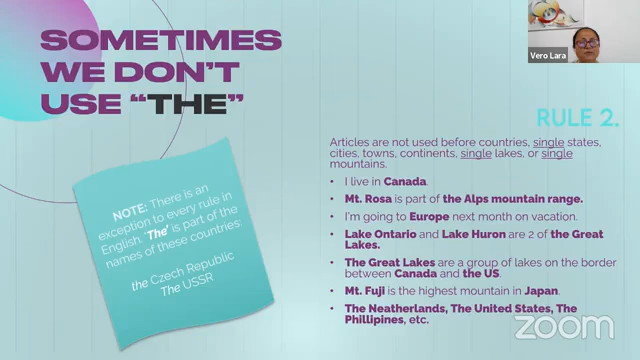 SOMETIMES
WE DON'T
USE "THE"
Vero Lara
RULE 2.
Articles are not used before countries, single states,
cities, towns, continents, single lakes, or single
mountains.
• I live in Canada.
• Mt. Rosa is part of the Alps mountain range.
• I'm going to Europe next month on vacation.
• Lake Ontario and Lake Huron are 2 of the Great
Lakes.
• The Great Lakes are a group of lakes on the border
between Canada and the US.
• Mt. Fuji is the highest mountain in Japan.
• The Neatherlands, The United States, The
Phillipines, etc.
NOTE: There is an
exception to every rule in
English. 'The' is part of the
names of these countries:
the Czech Republic
The USSR
zoom